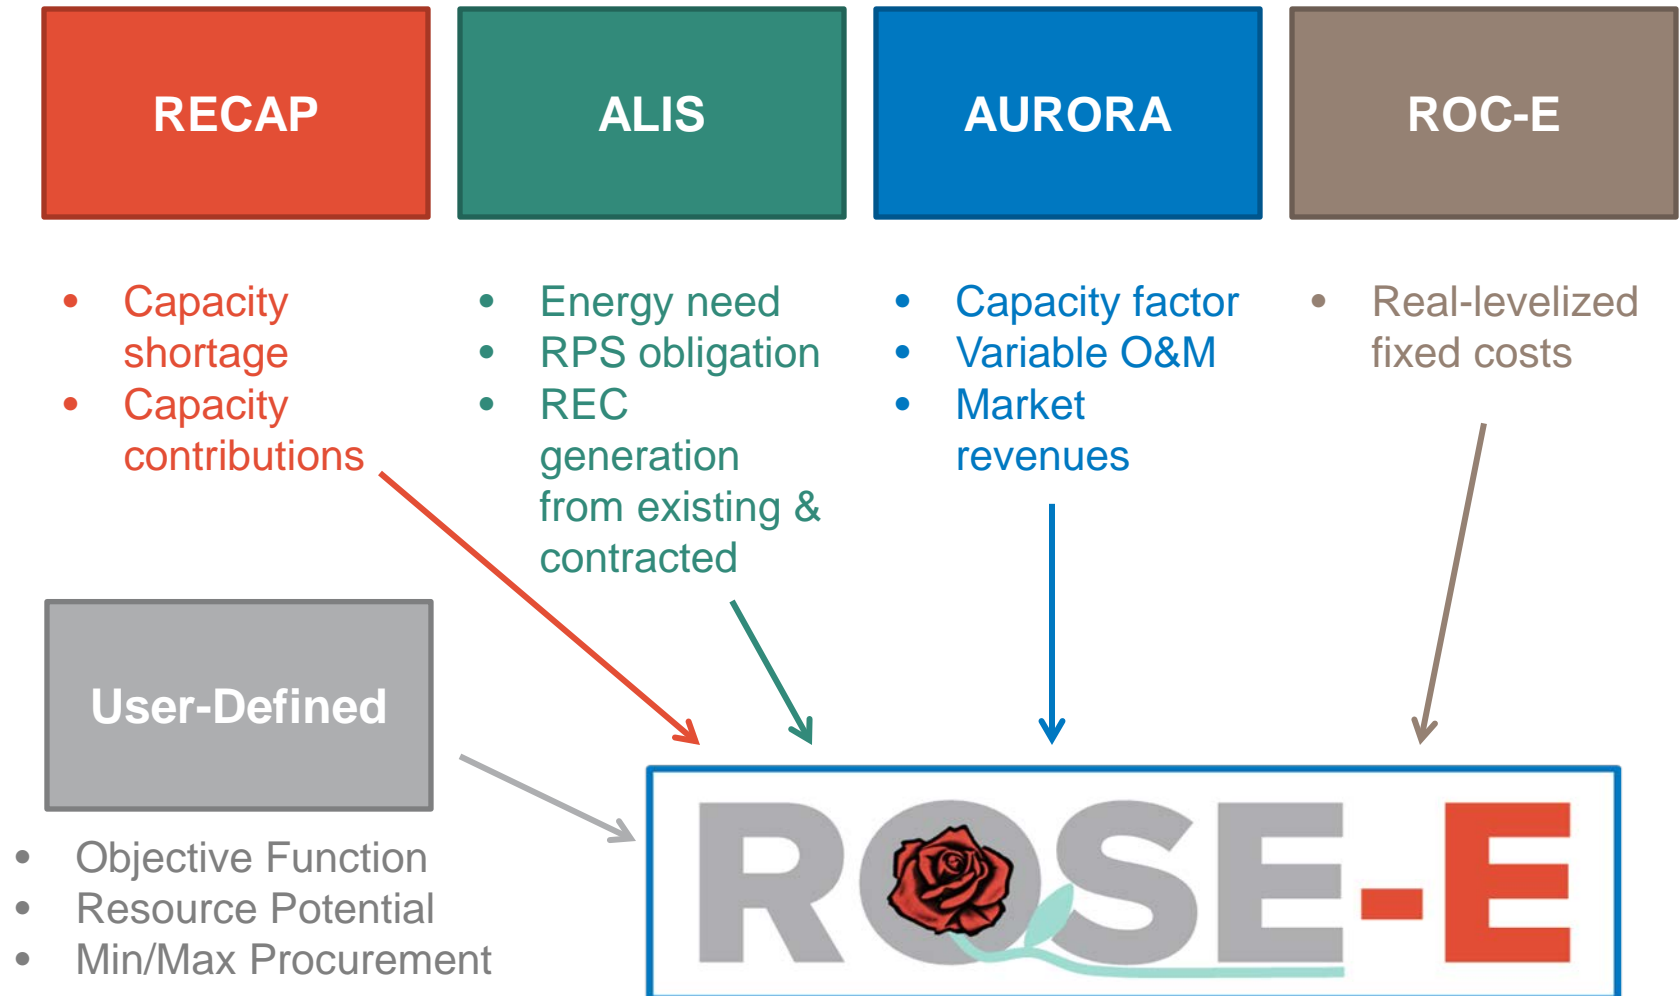 RECAP
ALIS
AURORA
ROC-E
• Capacity
shortage
• Capacity
contributions
• Energy need
• RPS obligation
• REC
generation
from existing &
contracted
• Capacity factor
• Variable O&M
• Market
revenues
• Real-levelized
fixed costs
User-Defined
• Objective Function
• Resource Potential
• Min/Max Procurement
ROSE-E